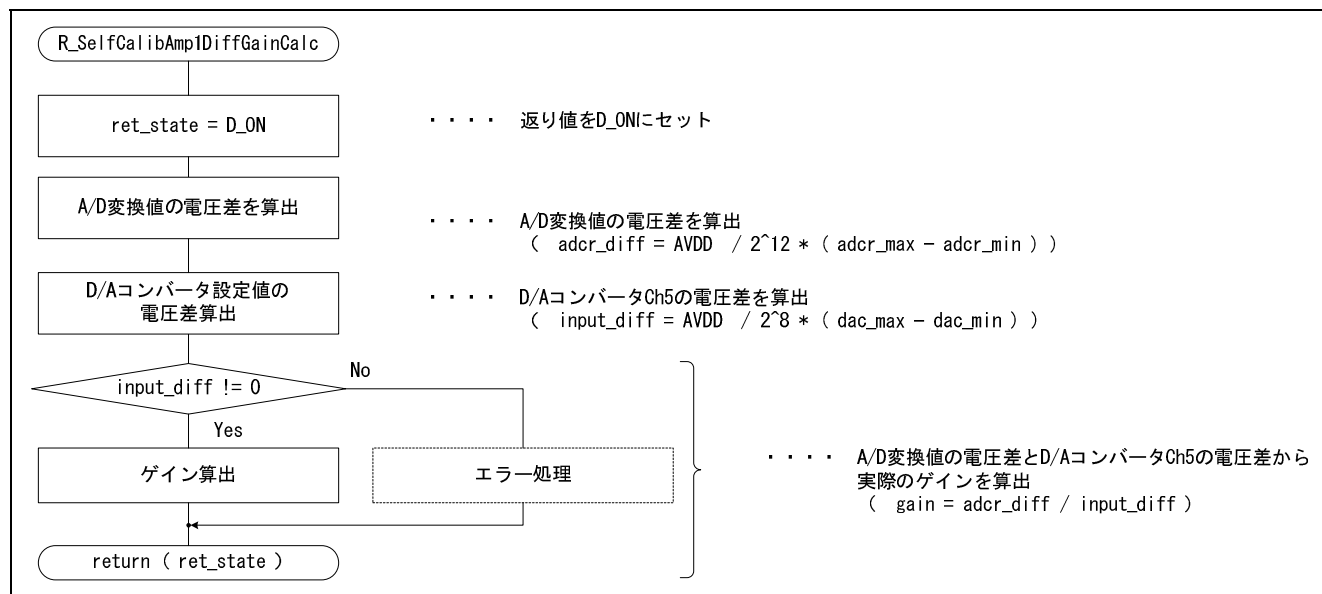 R_SelfCalibAmp1DiffGainCalc
ret_state = D_ON
・・・・ 返り値をD_ONにセット
A/D変換値の電圧差を算出
・・・・ A/D変換値の電圧差を算出
( adcr_diff = AVDD / 2^12 * ( adcr_max - adcr_min ) )
D/Aコンバータ設定値の
電圧差算出
・・・・ D/AコンバータCh5の電圧差を算出
( input_diff = AVDD / 2^8 * ( dac_max - dac_min ) )
input_diff != 0
No
Yes
ゲイン算出
エラー処理
・・・・ A/D変換値の電圧差とD/AコンバータCh5の電圧差から
実際のゲインを算出
( gain = adcr_diff / input_diff )
return ( ret_state )